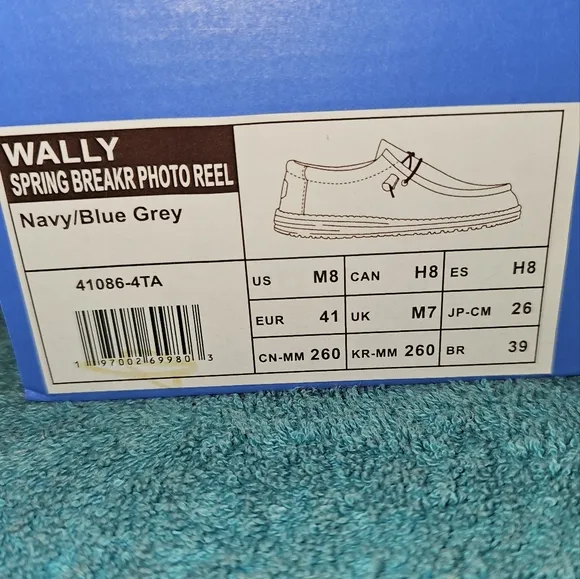 WALLY
SPRING BREAKR PHOTO REEL
Navy/Blue Grey
41086-4TA
1 97002 69980 3
US M8 CAN H8 ES H8
EUR 41 UK M7 JP-CM 26
CN-MM 260 KR-MM 260 BR 39